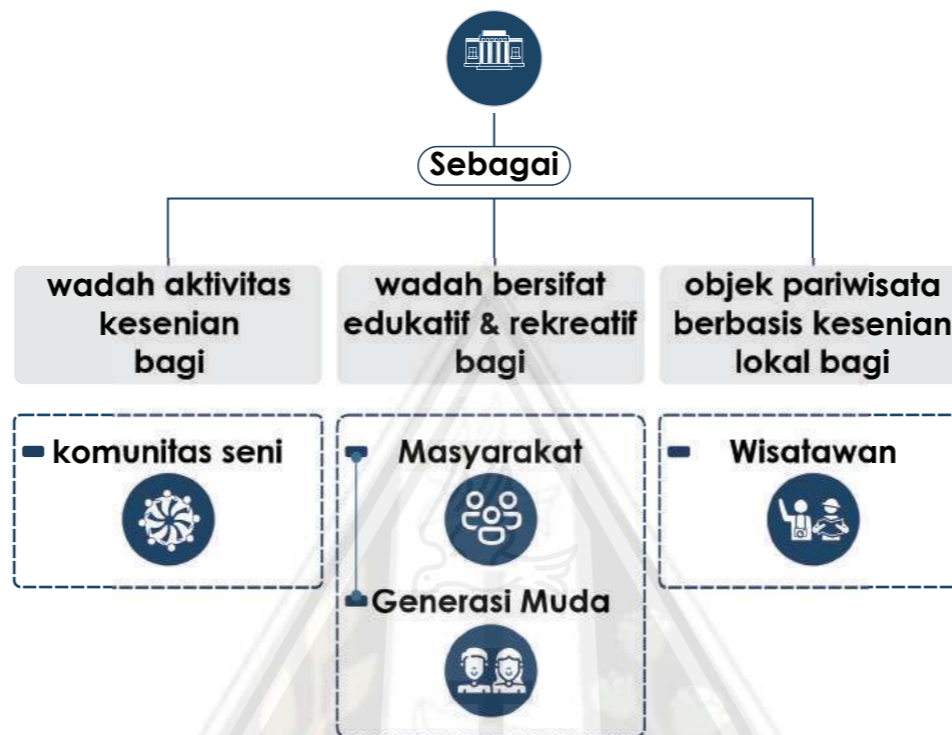 Sebagai
wadah aktivitas
kesenian
bagi
wadah bersifat
edukatif & rekreatif
bagi
objek pariwisata
berbasis kesenian
lokal bagi
komunitas seni
Masyarakat
Generasi Muda
Wisatawan